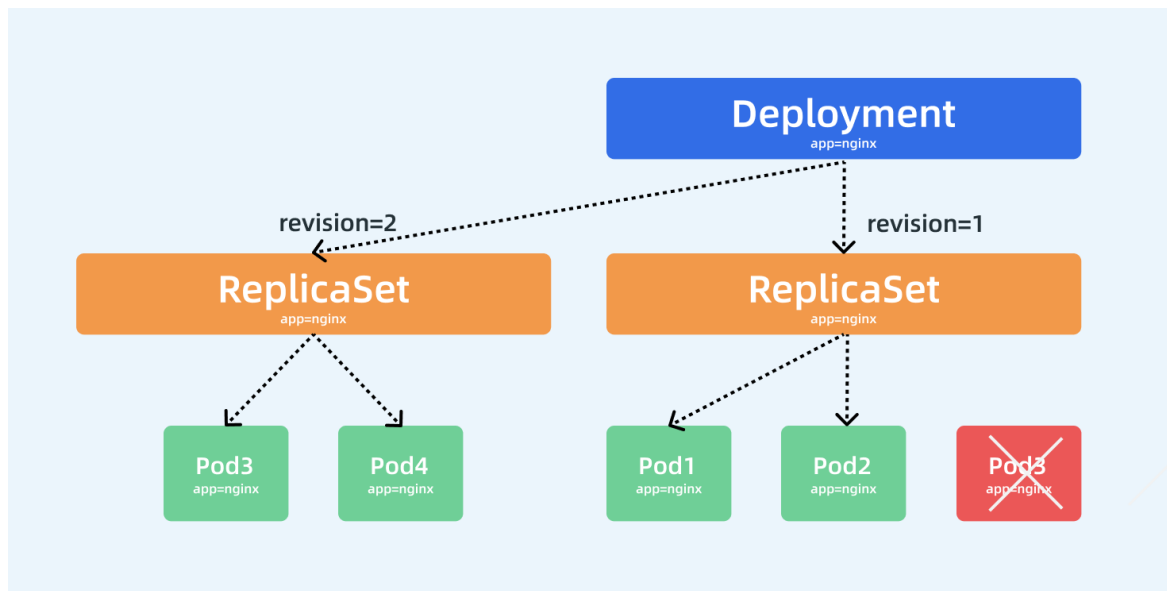 Deployment
app=nginx
revision=2
revision=1
ReplicaSet
app=nginx
ReplicaSet
app=nginx
Pod3
app=nginx
Pod4
app=nginx
Pod1
app=nginx
Pod2
app=nginx
Pod3
app=nginx